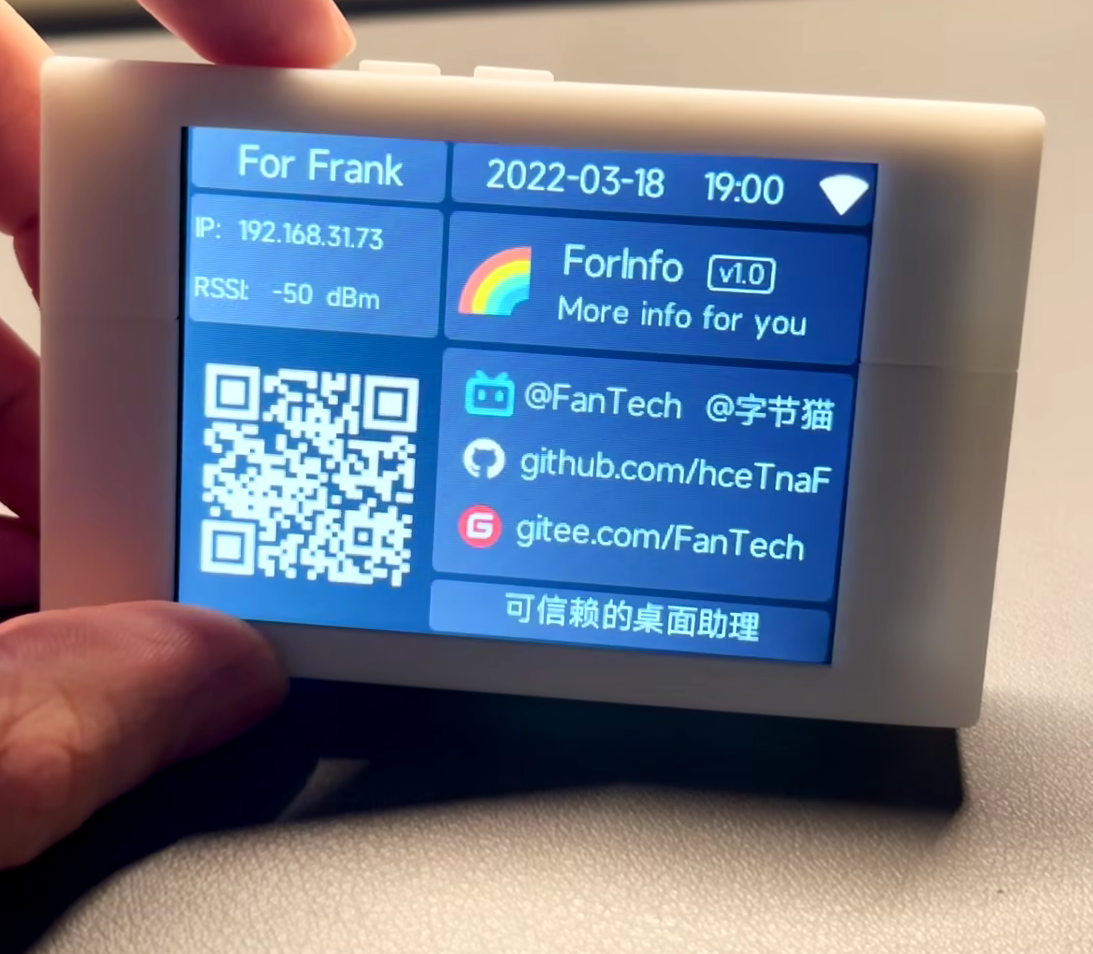 For Frank
2022-03-18 19:00
IP: 192.168.31.73
RSSI: -50 dBm
ForInfo v1.0
More info for you
@FanTech @字节猫
github.com/hceTnaF
gitee.com/FanTech
可信赖的桌面助理